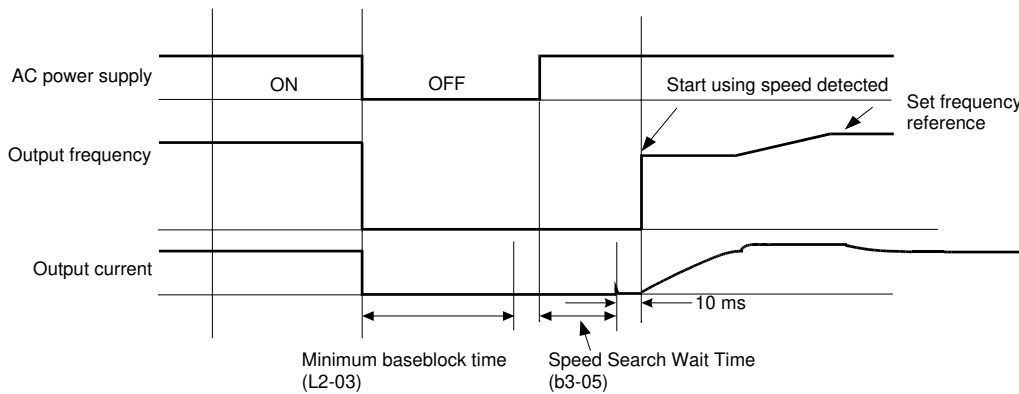 AC power supply
ON
OFF
Start using speed detected
Set frequency
reference
Output frequency
Output current
10 ms
Minimum baseblock time
(L2-03)
Speed Search Wait Time
(b3-05)